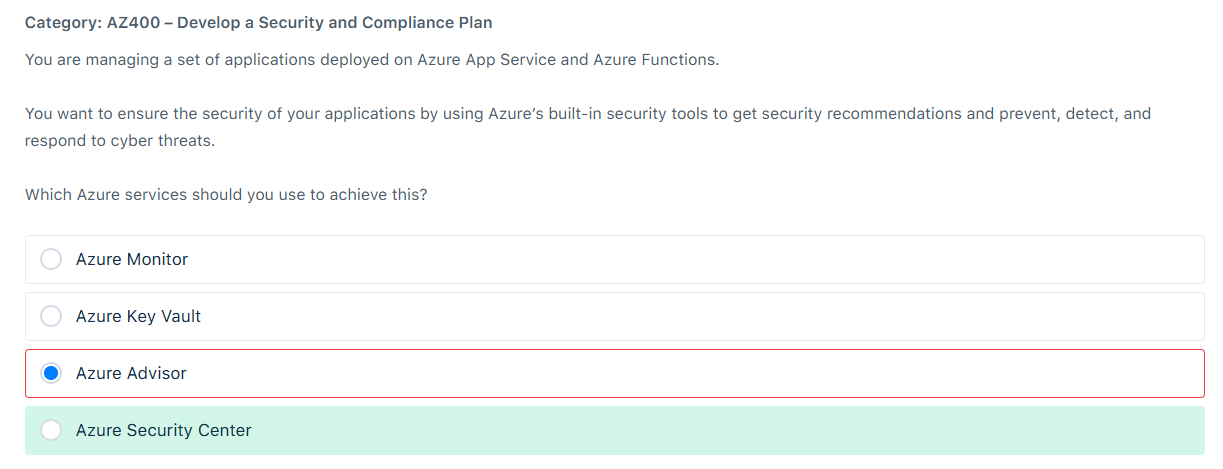 Category: AZ400 – Develop a Security and Compliance Plan
You are managing a set of applications deployed on Azure App Service and Azure Functions.
You want to ensure the security of your applications by using Azure’s built-in security tools to get security recommendations and prevent, detect, and
respond to cyber threats.
Which Azure services should you use to achieve this?
Azure Monitor
Azure Key Vault
Azure Advisor
Azure Security Center